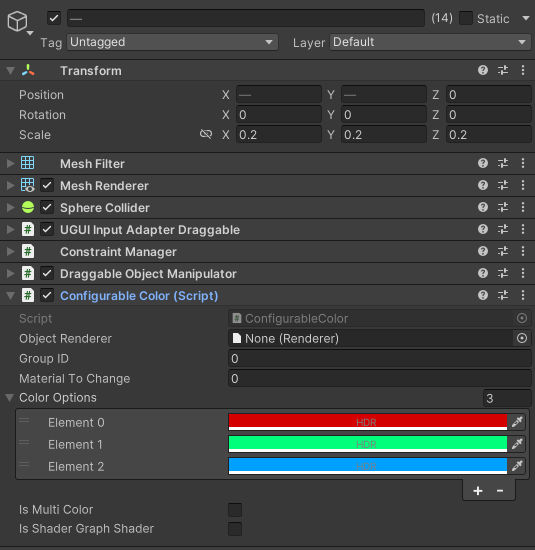 — (14) Static
Tag Untagged Layer Default
Transform
Position X — Y — Z 0
Rotation X 0 Y 0 Z 0
Scale X 0.2 Y 0.2 Z 0.2
Mesh Filter
Mesh Renderer
Sphere Collider
# UGUI Input Adapter Draggable
# Constraint Manager
# Draggable Object Manipulator
# Configurable Color (Script)
Script # ConfigurableColor
Object Renderer None (Renderer)
Group ID 0
Material To Change 0
Color Options 3
Element 0 HDR
Element 1 HDR
Element 2 HDR
+ -
Is Multi Color
Is Shader Graph Shader